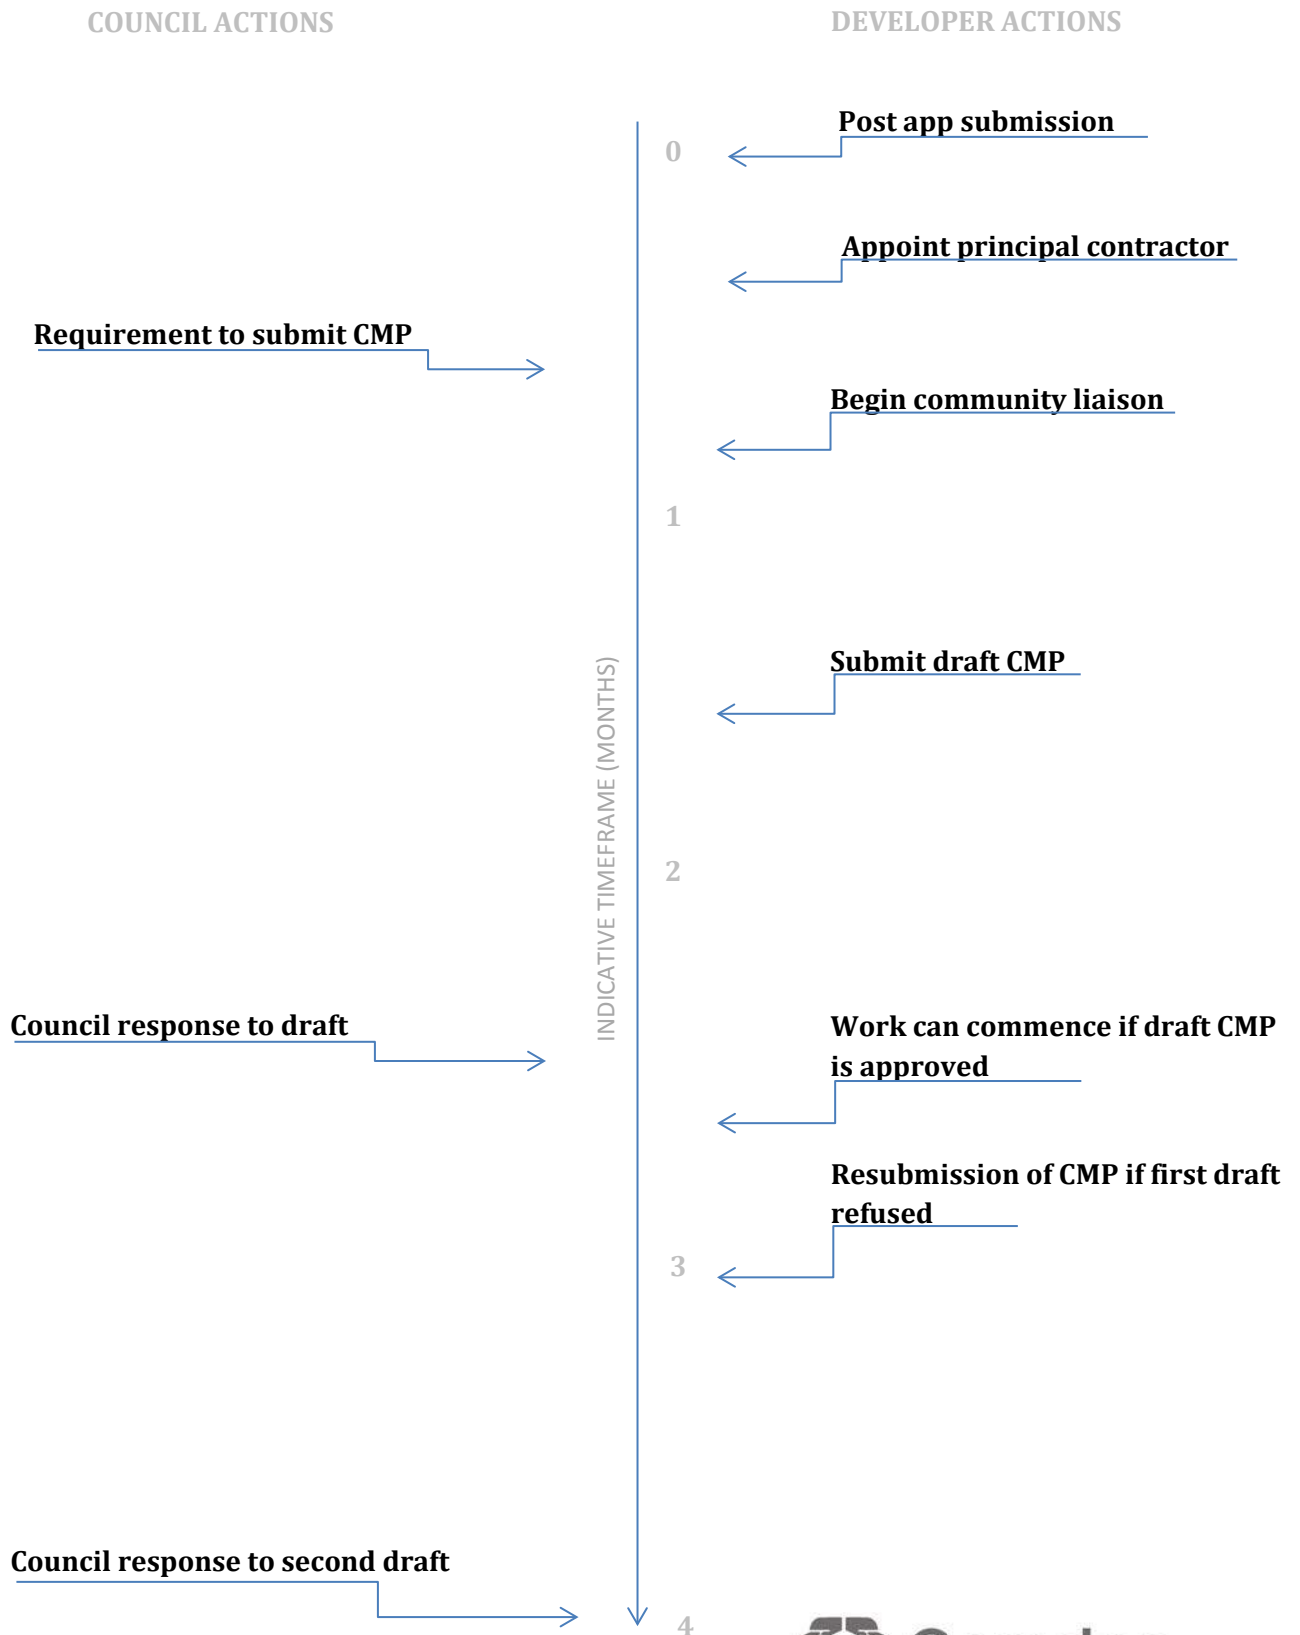 COUNCIL ACTIONS
DEVELOPER ACTIONS
Post app submission
0
Appoint principal contractor
Requirement to submit CMP
Begin community liaison
1
Submit draft CMP
INDICATIVE TIMEFRAME (MONTHS)
2
Council response to draft
Work can commence if draft CMP
is approved
Resubmission of CMP if first draft
refused
3
Council response to second draft
4